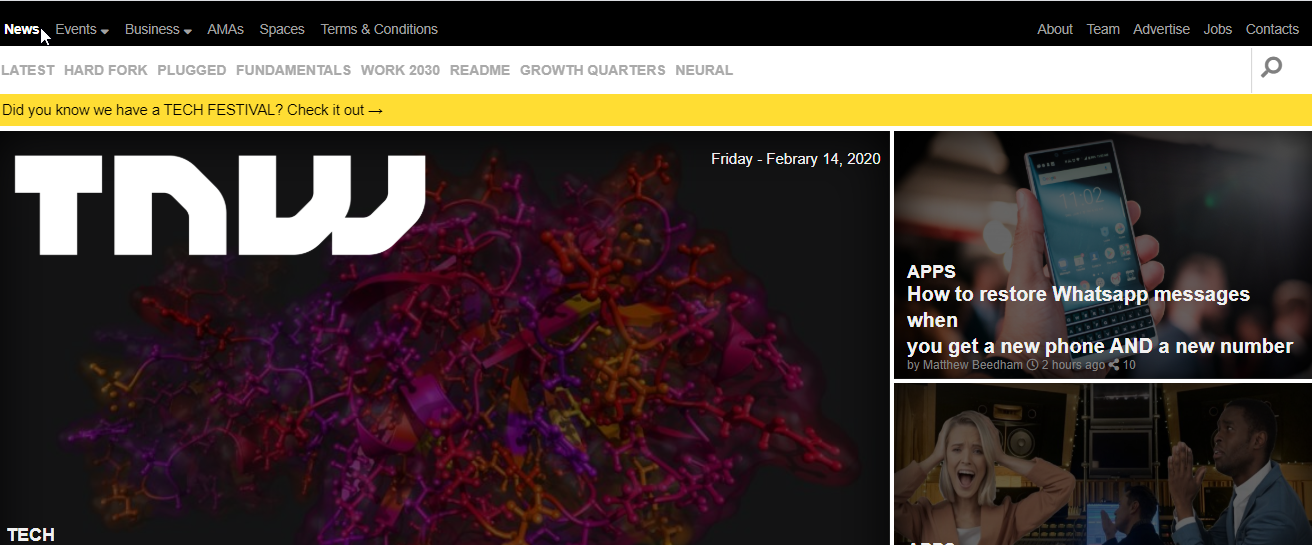 News Events Business AMAs Spaces Terms & Conditions About Team Advertise Jobs Contacts
LATEST HARD FORK PLUGGED FUNDAMENTALS WORK 2030 README GROWTH QUARTERS NEURAL
Did you know we have a TECH FESTIVAL? Check it out →
TNW
Friday - Febrary 14, 2020
11:02
APPS
How to restore Whatsapp messages
when
you get a new phone AND a new number
by Matthew Beedham 2 hours ago 10
TECH
APPS